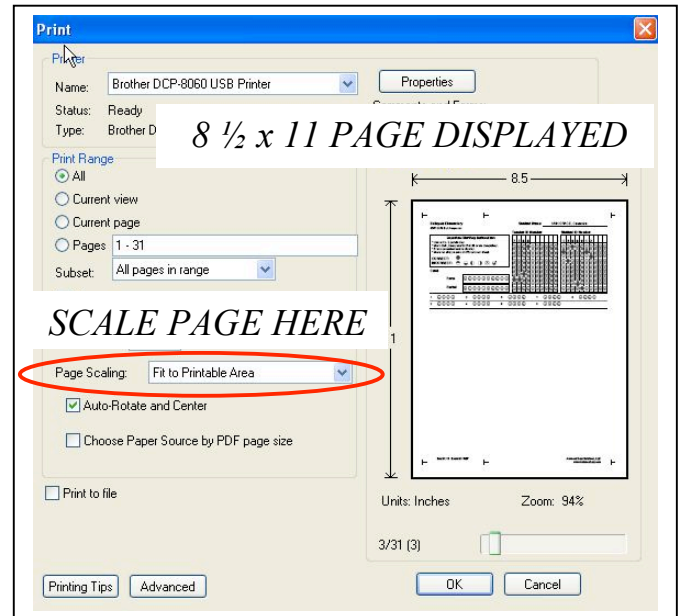 Print
Printer
Name: Brother DCP-8060 USB Printer
Properties
Status: Ready
Type: Brother D
8 ½ x 11 PAGE DISPLAYED
Print Range
All
Current view
Current page
Pages 1 - 31
Subset: All pages in range
8.5
1
SCALE PAGE HERE
Page Scaling: Fit to Printable Area
Auto-Rotate and Center
Choose Paper Source by PDF page size
Print to file
Units: Inches Zoom: 94%
3/31 (3)
Printing Tips Advanced OK Cancel